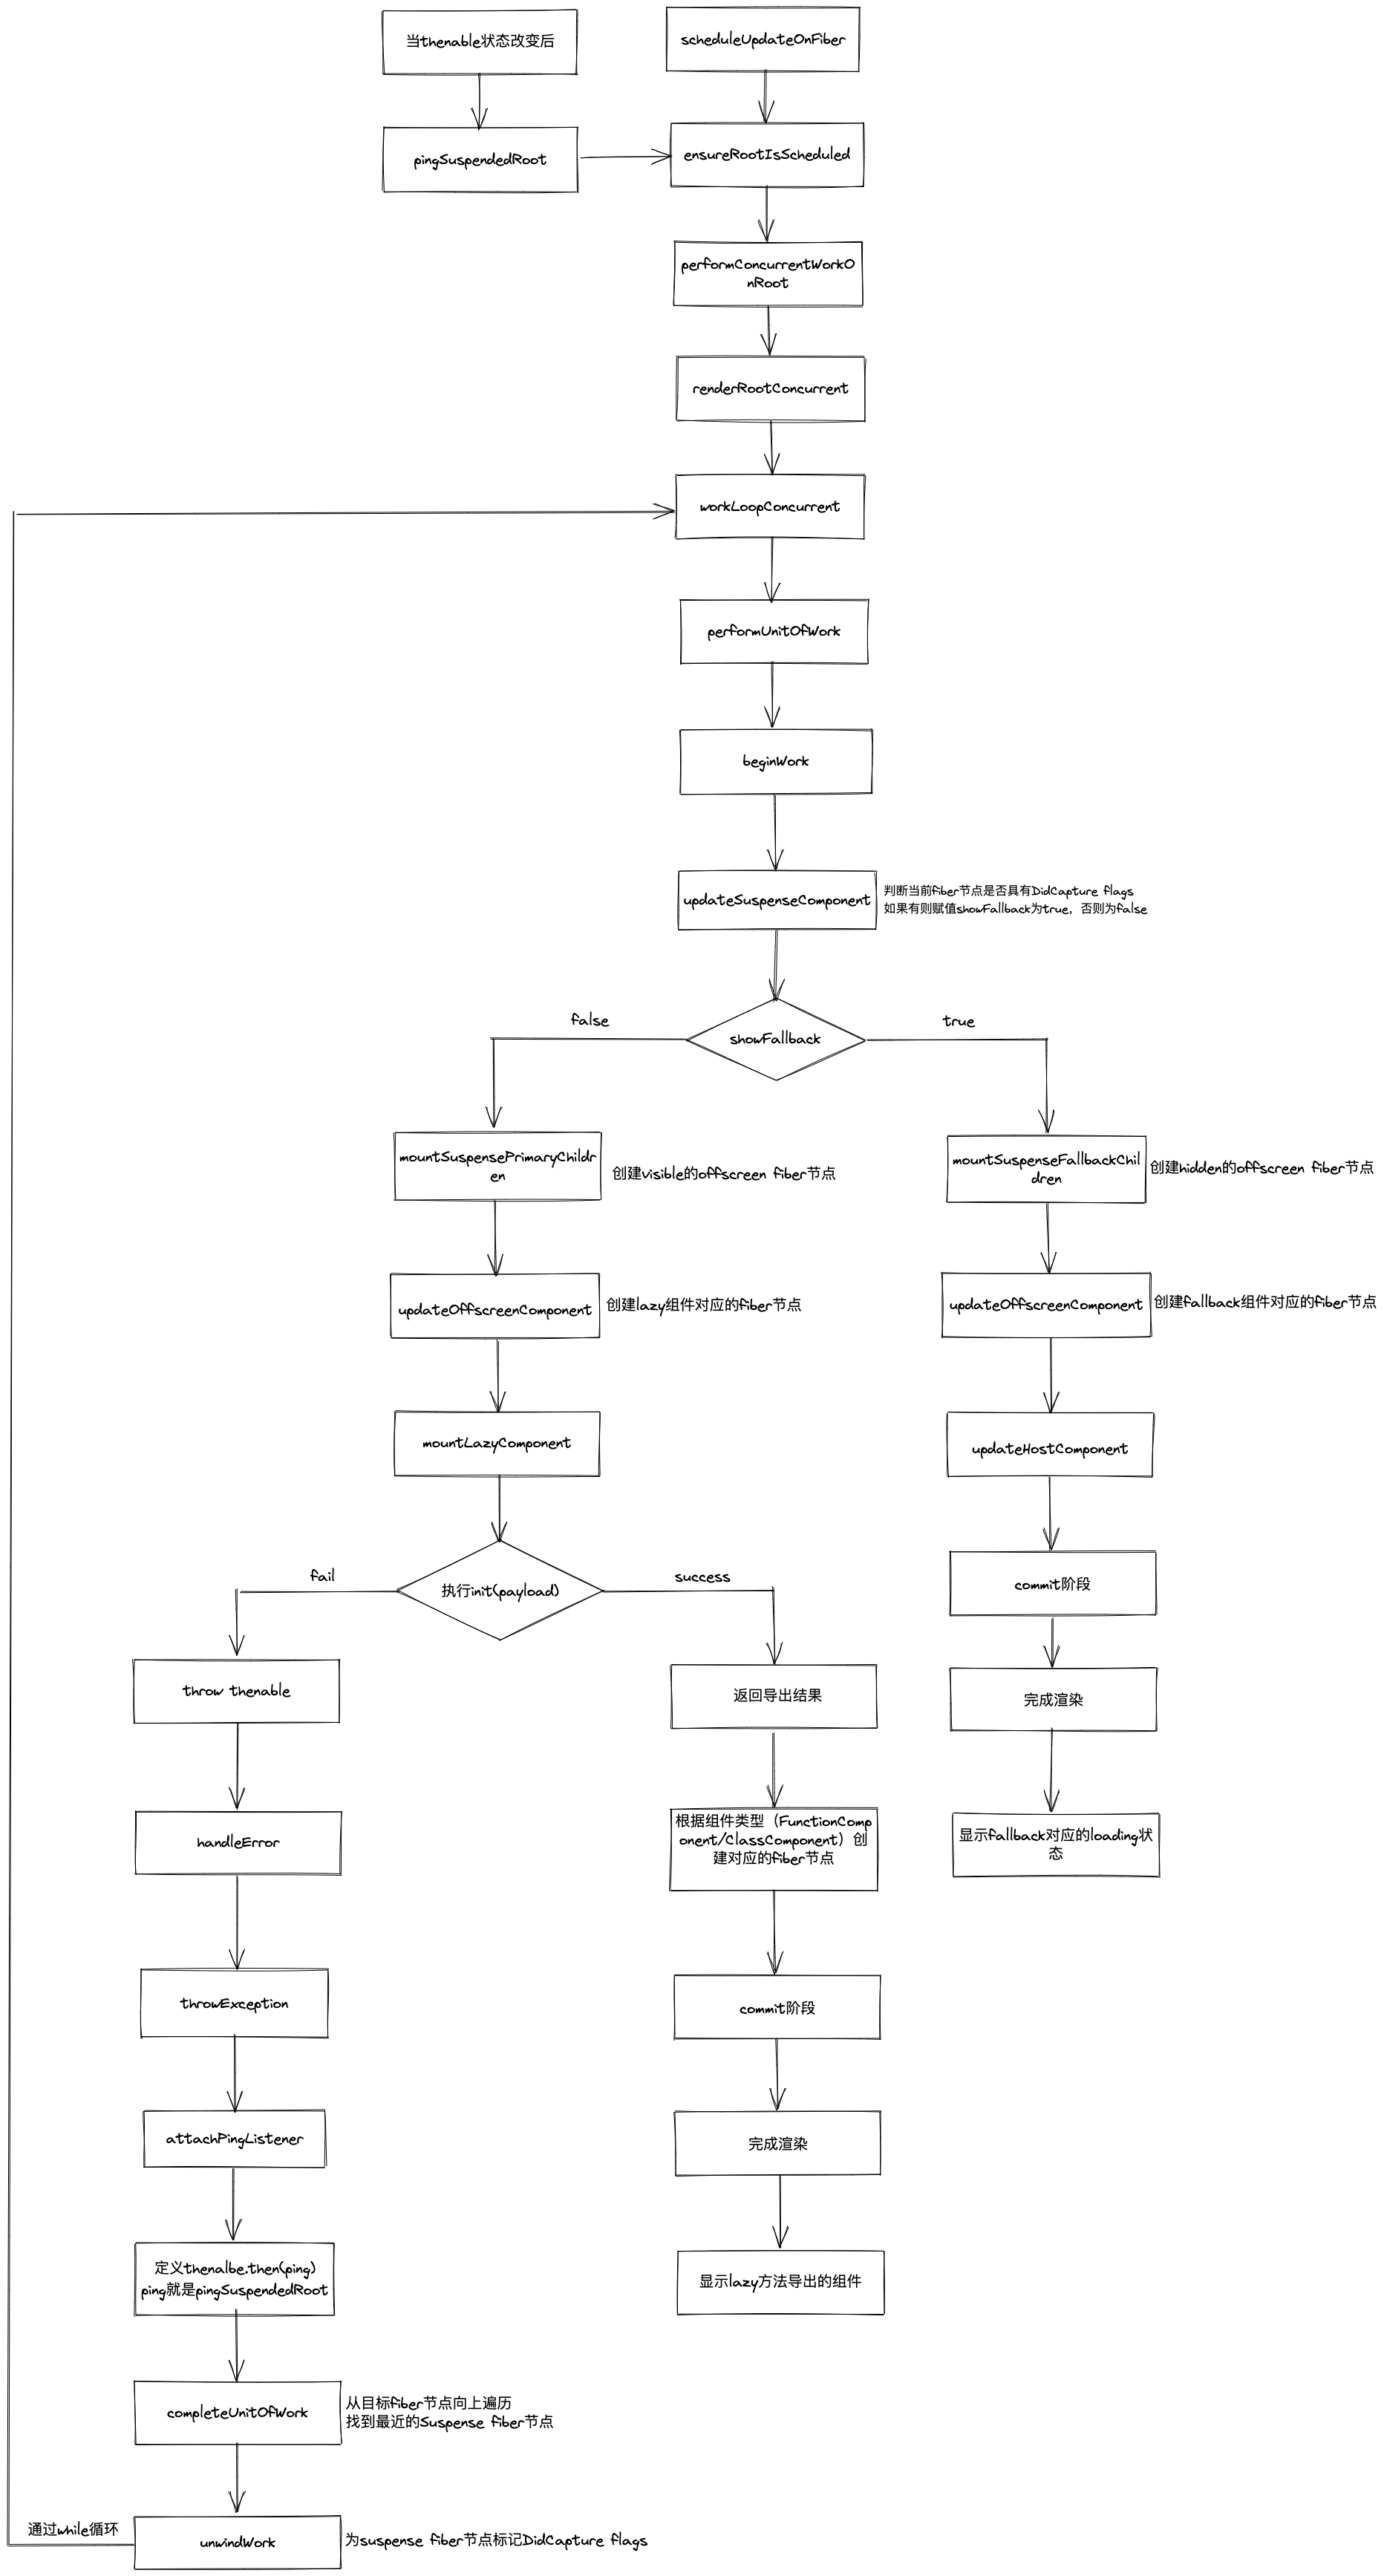 当thenable状态改变后
scheduleUpdateOnFiber
pingSuspendedRoot
ensureRootIsScheduled
performConcurrentWorkO
nRoot
renderRootConcurrent
workLoopConcurrent
performUnitOfWork
beginWork
updateSuspenseComponent
判断当前fiber节点是否具有DidCapture flags
如果有则赋值showFallback为true，否则为false
false
showFallback
true
mountSuspensePrimaryChildr
en
创建visible的offscreen fiber节点
mountSuspenseFallbackChil
dren
创建hidden的offscreen fiber节点
updateOffscreenComponent
创建lazy组件对应的fiber节点
updateOffscreenComponent
创建fallback组件对应的fiber节点
mountLazyComponent
updateHostComponent
fail
执行init(payload)
success
commit阶段
throw thenable
返回导出结果
完成渲染
handleError
根据组件类型（FunctionComp
onent/ClassComponent）创
建对应的fiber节点
显示fallback对应的loading状
态
throwException
commit阶段
attachPingListener
完成渲染
定义thenalbe.then(ping)
ping就是pingSuspendedRoot
显示lazy方法导出的组件
completeUnitOfWork
从目标fiber节点向上遍历
找到最近的Suspense fiber节点
通过while循环
unwindWork
为suspense fiber节点标记DidCapture flags